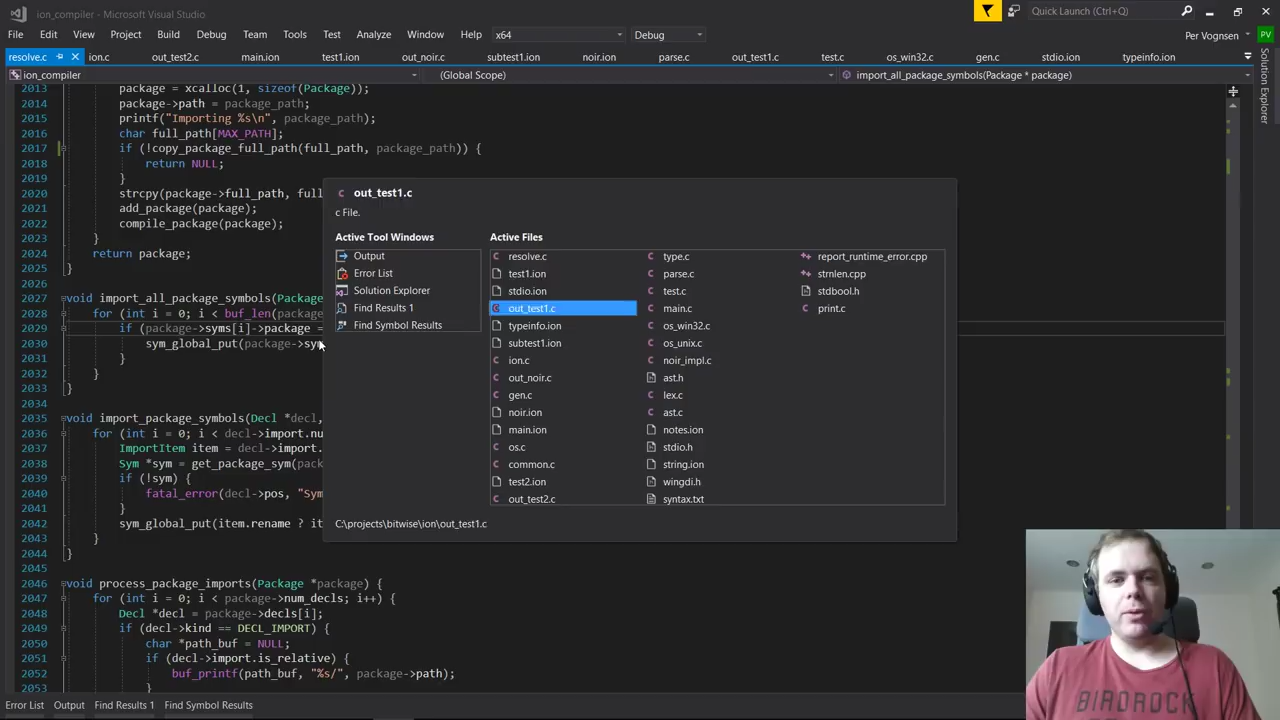 ion_compiler - Microsoft Visual Studio
Quick Launch (Ctrl+Q)
File Edit View Project Build Debug Team Tools Test Analyze Window Help x64 Debug
Per Vognsen PV
resolve.c ion.c out_test2.c main.ion test1.ion out_noir.c subtest1.ion noir.ion parse.c out_test1.c test.c os_win32.c gen.c stdio.ion typeinfo.ion
Solution Explorer
ion_compiler (Global Scope) import_all_package_symbols(Package * package)
2013 package = xcalloc(1, sizeof(Package));
2014 package->path = package_path;
2015 printf("Importing %s\n", package_path);
2016 char full_path[MAX_PATH];
2017 if (!copy_package_full_path(full_path, package_path)) {
2018 return NULL;
2019 }
2020 strcpy(package->full_path, full
2021 add_package(package);
2022 compile_package(package);
2023 }
2024 return package;
2025 }
2026
2027 void import_all_package_symbols(Package
2028 for (int i = 0; i < buf_len(
2029 if (package->syms[i]->package =
2030 sym_global_put(package->sym
2031 }
2032 }
2033 }
2034
2035 void import_package_symbols(Decl *decl,
2036 for (int i = 0; i < decl->import.nu
2037 ImportItem item = decl->import.
2038 Sym *sym = get_package_sym(pack
2039 if (!sym) {
2040 fatal_error(decl->pos, "Sym
2041 }
2042 sym_global_put(item.rename ? it
2043 }
2044 }
2045
2046 void process_package_imports(Package *package) {
2047 for (int i = 0; i < package->num_decls; i++) {
2048 Decl *decl = package->decls[i];
2049 if (decl->kind == DECL_IMPORT) {
2050 char *path_buf = NULL;
2051 if (decl->import.is_relative) {
2052 buf_printf(path_buf, "%s/", package->path);
2053 }
out_test1.c
c File.
Active Tool Windows
Output
Error List
Solution Explorer
Find Results 1
Find Symbol Results
Active Files
resolve.c
test1.ion
stdio.ion
out_test1.c
typeinfo.ion
subtest1.ion
ion.c
out_noir.c
gen.c
noir.ion
main.ion
os.c
common.c
test2.ion
out_test2.c
type.c
parse.c
test.c
main.c
os_win32.c
os_unix.c
noir_impl.c
ast.h
lex.c
ast.c
notes.ion
stdio.h
string.ion
wingdi.h
syntax.txt
report_runtime_error.cpp
strnlen.cpp
stdbool.h
print.c
C:\projects\bitwise\ion\out_test1.c
Error List Output Find Results 1 Find Symbol Results
BIRDROCK